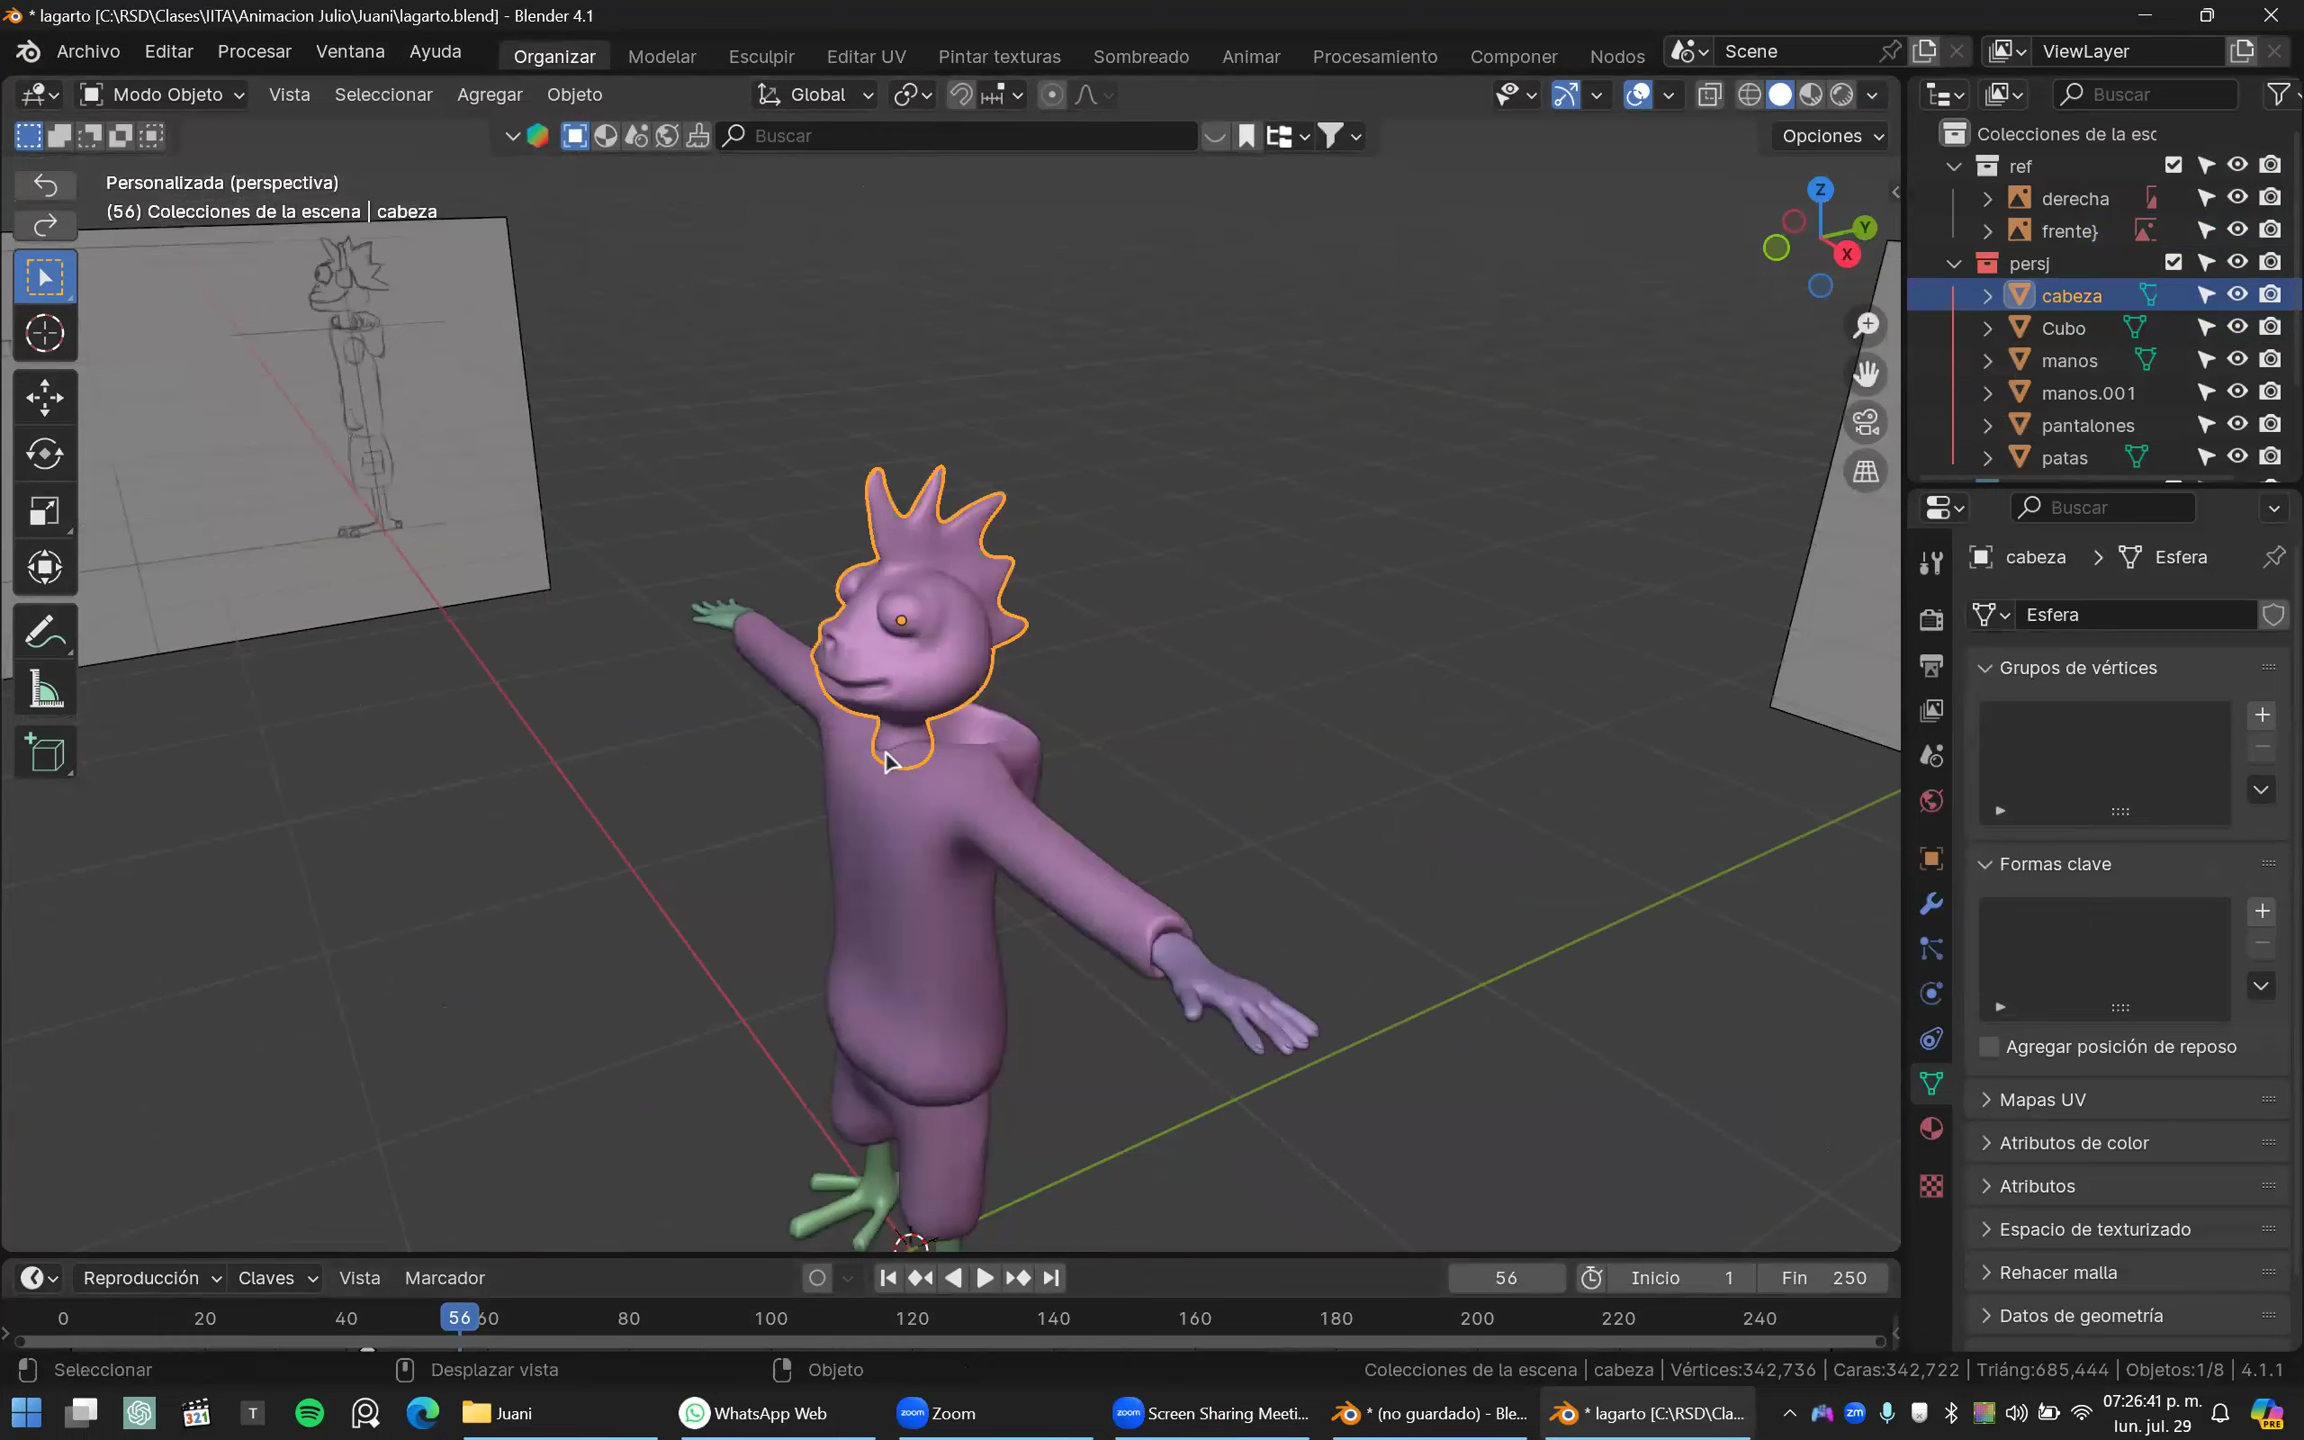 * lagarto [C:\RSD\Clases\IITA\Animacion Julio\Juani\lagarto.blend] - Blender 4.1
Archivo Editar Procesar Ventana Ayuda Organizar Modelar Esculpir Editar UV Pintar texturas Sombreado Animar Procesamiento Componer Nodos Scene ViewLayer
Modo Objeto Vista Seleccionar Agregar Objeto Global Buscar
Buscar Opciones
Colecciones de la esc
ref
derecha
frente}
persj
cabeza
Cubo
manos
manos.001
pantalones
patas
Personalizada (perspectiva)
(56) Colecciones de la escena | cabeza
Z
Y
X
Buscar
cabeza > Esfera
Esfera
Grupos de vértices
Formas clave
Agregar posición de reposo
Mapas UV
Atributos de color
Atributos
Espacio de texturizado
Rehacer malla
Datos de geometría
Reproducción Claves Vista Marcador 56 Inicio 1 Fin 250
0 20 40 56 60 80 100 120 140 160 180 200 220 240
Seleccionar Desplazar vista Objeto Colecciones de la escena | cabeza | Vértices:342,736 | Caras:342,722 | Triáng:685,444 | Objetos:1/8 | 4.1.1
321 T Juani WhatsApp Web zoom Zoom zoom Screen Sharing Meeti... * (no guardado) - Ble... * lagarto [C:\RSD\Cla... zm 07:26:41 p. m. PRE
lun. jul. 29